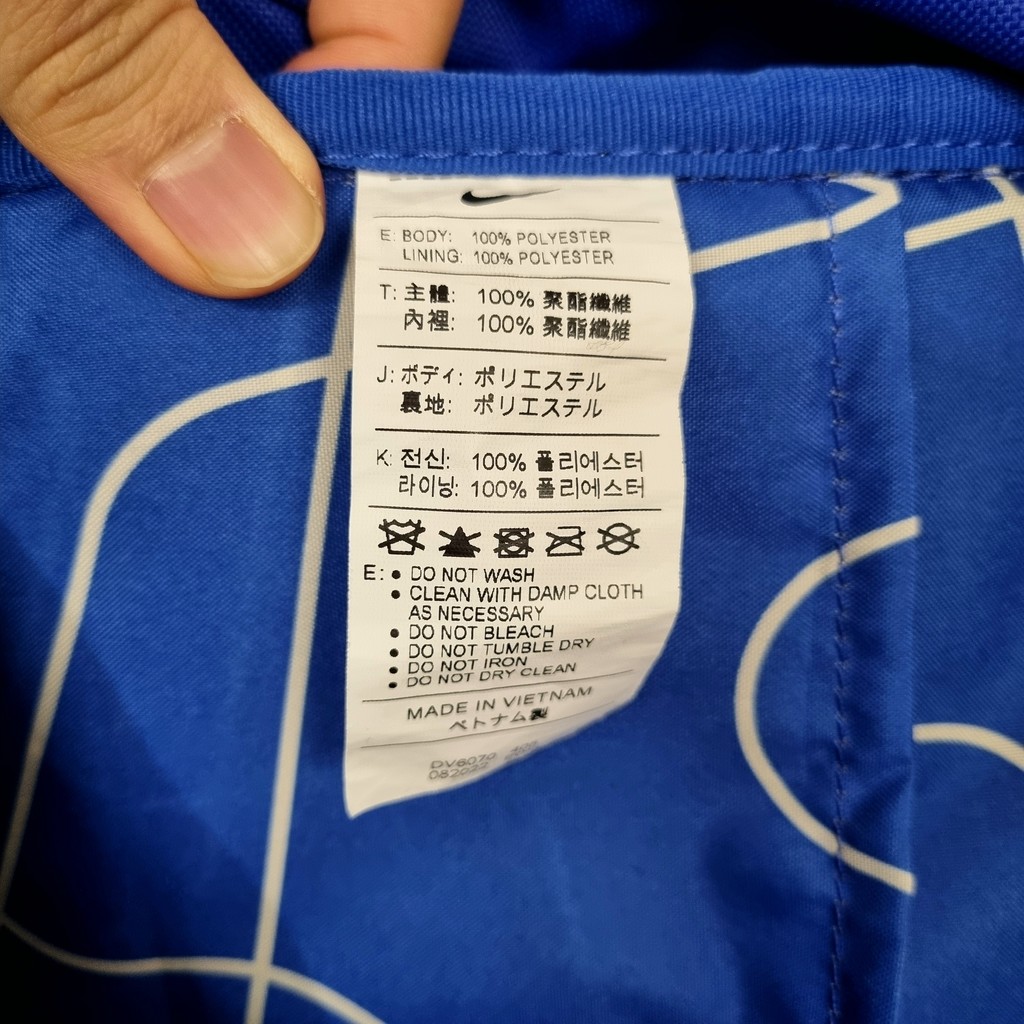 E: BODY: 100% POLYESTER
LINING: 100% POLYESTER
T: 主體: 100% 聚酯纖維
內裡: 100% 聚酯纖維
J: ボディ: ポリエステル
裏地: ポリエステル
K: 전신: 100% 폴리에스터
라이닝: 100% 폴리에스터
E: • DO NOT WASH
• CLEAN WITH DAMP CLOTH
AS NECESSARY
• DO NOT BLEACH
• DO NOT TUMBLE DRY
• DO NOT IRON
• DO NOT DRY CLEAN
MADE IN VIETNAM
ベトナム製
DV6070
082022